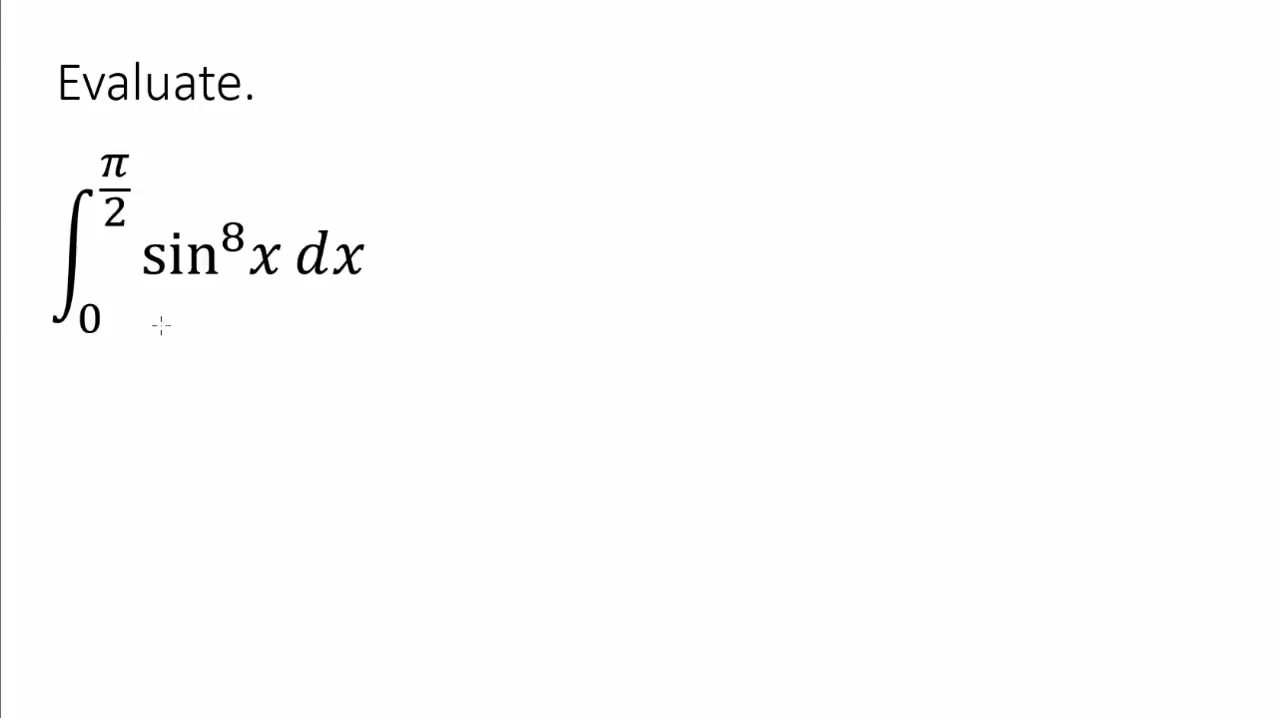 Evaluate.
∫₀^(π/2) sin⁸x dx